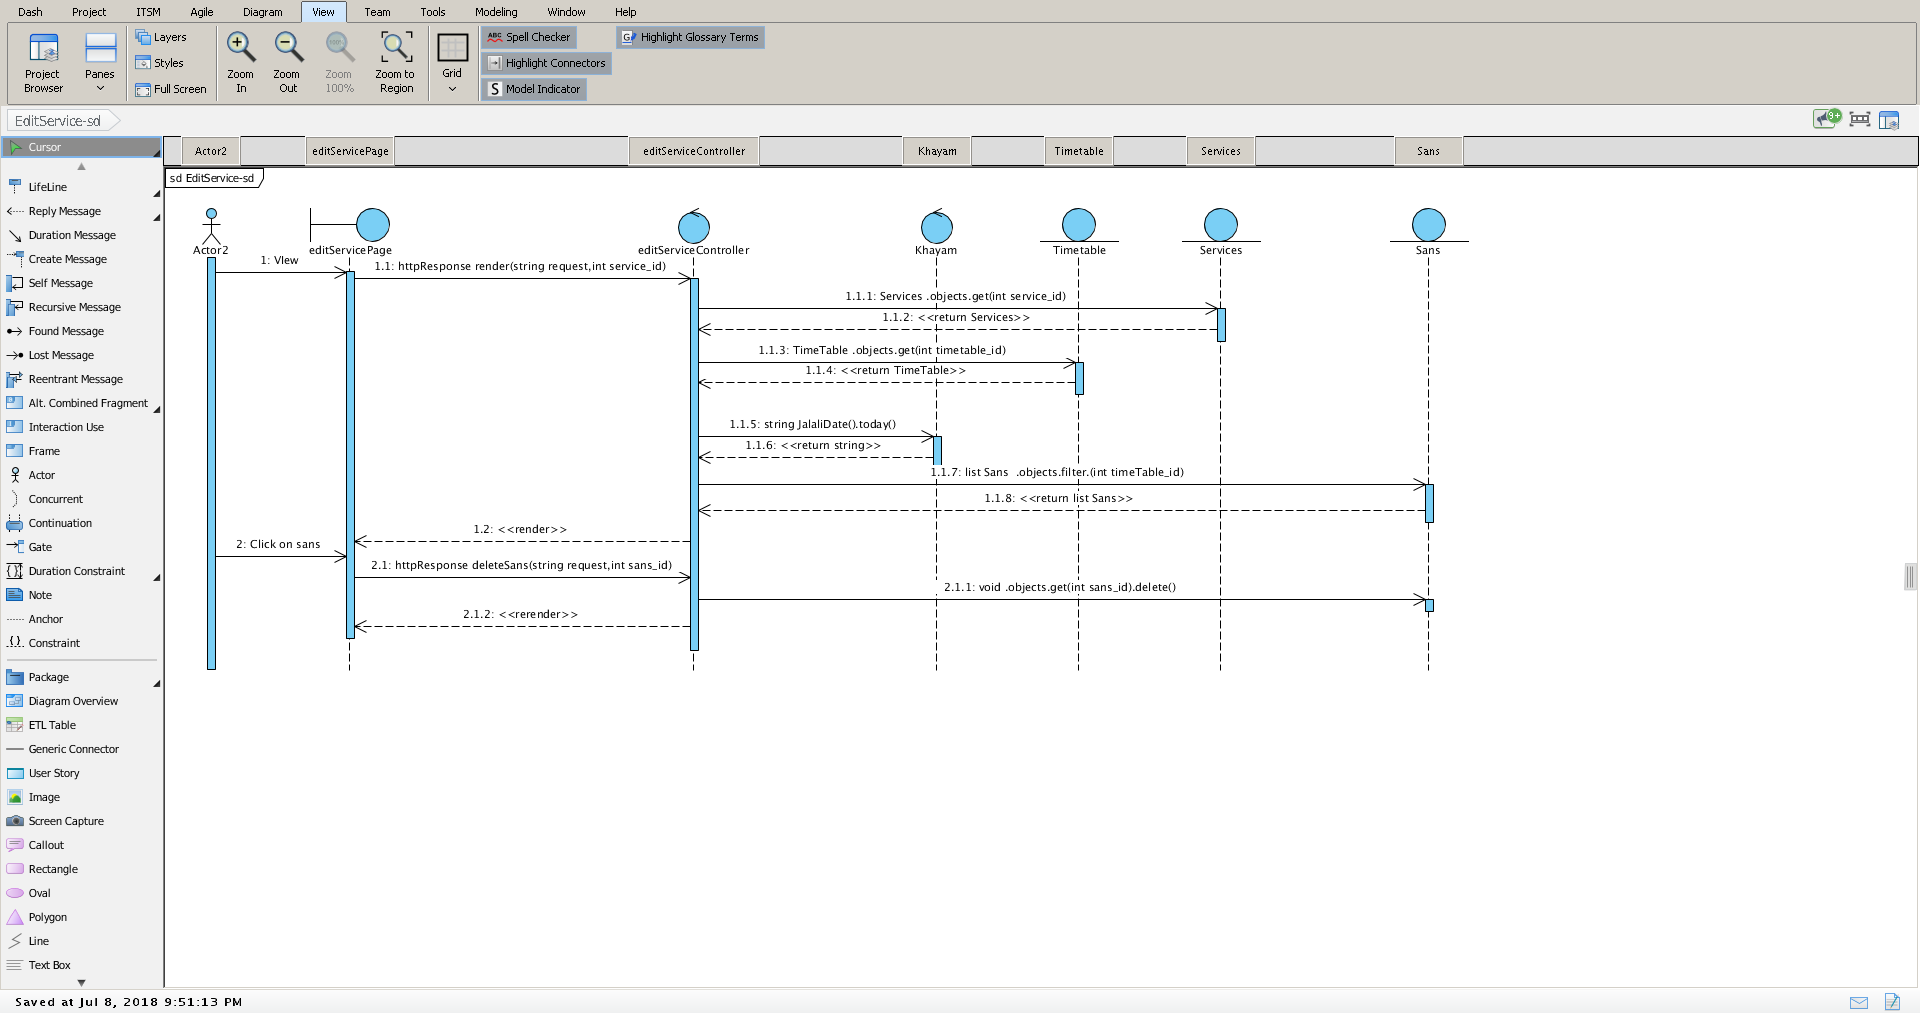 Dash Project ITSM Agile Diagram View Team Tools Modeling Window Help
Project Browser
Panes
Layers
Styles
Full Screen
Zoom In
Zoom Out
100%
Zoom 100%
Zoom to Region
Grid
ABC Spell Checker
Highlight Connectors
S Model Indicator
G Highlight Glossary Terms
EditService-sd
9+
Cursor
LifeLine
Reply Message
Duration Message
Create Message
Self Message
Recursive Message
Found Message
Lost Message
Reentrant Message
Alt. Combined Fragment
Interaction Use
Frame
Actor
Concurrent
Continuation
Gate
Duration Constraint
Note
Anchor
Constraint
Package
Diagram Overview
ETL Table
Generic Connector
User Story
Image
Screen Capture
Callout
Rectangle
Oval
Polygon
Line
Text Box
Actor2 editServicePage editServiceController Khayam Timetable Services Sans
sd EditService-sd
Actor2 editServicePage editServiceController Khayam Timetable Services Sans
1: VIew
1.1: httpResponse render(string request,int service_id)
1.1.1: Services .objects.get(int service_id)
1.1.2: <<return Services>>
1.1.3: TimeTable .objects.get(int timetable_id)
1.1.4: <<return TimeTable>>
1.1.5: string JalaliDate().today()
1.1.6: <<return string>>
1.1.7: list Sans .objects.filter.(int timeTable_id)
1.1.8: <<return list Sans>>
1.2: <<render>>
2: Click on sans
2.1: httpResponse deleteSans(string request,int sans_id)
2.1.1: void .objects.get(int sans_id).delete()
2.1.2: <<rerender>>
Saved at Jul 8, 2018 9:51:13 PM